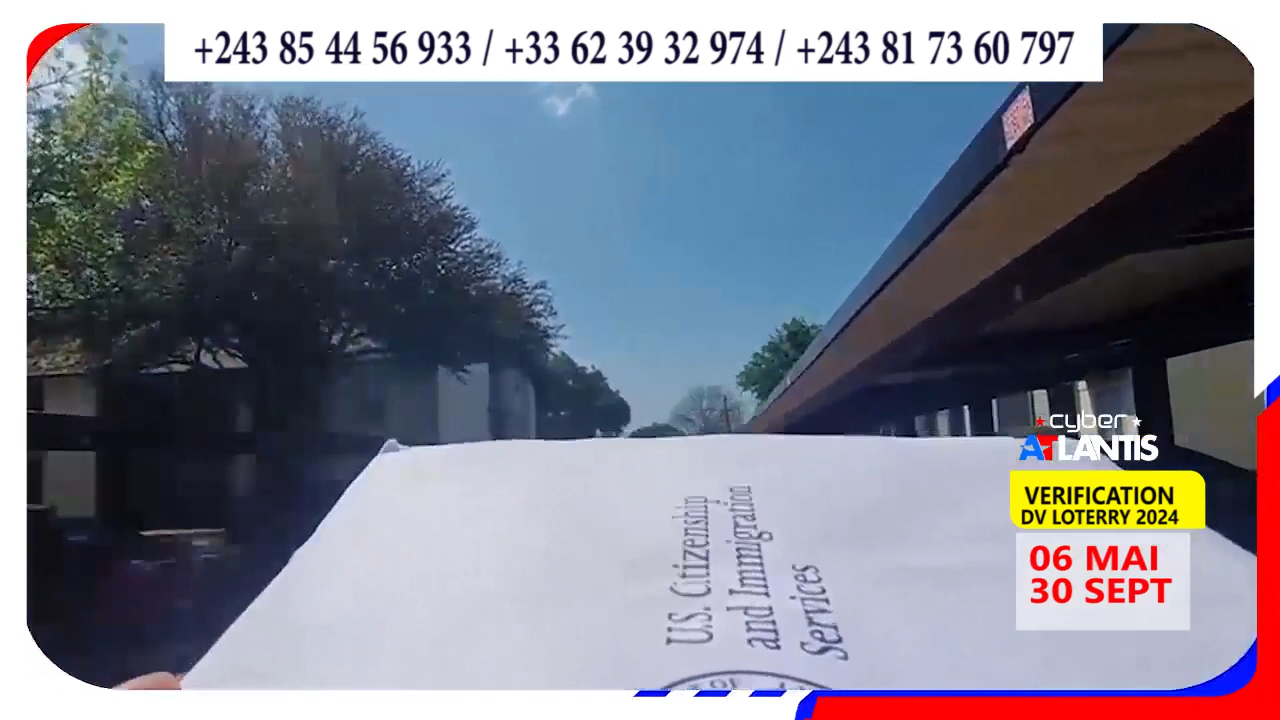 +243 85 44 56 933 / +33 62 39 32 974 / +243 81 73 60 797
cyber
ATLANTIS
VERIFICATION
DV LOTERRY 2024
06 MAI
30 SEPT
U.S. Citizenship
and Immigration
Services
OF